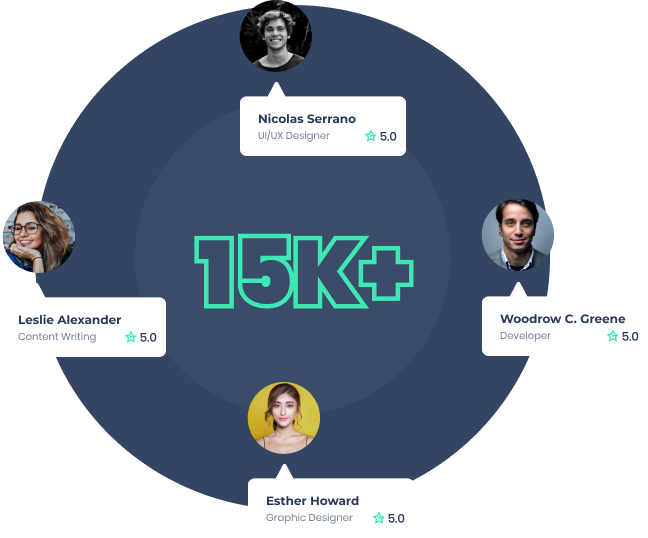 Nicolas Serrano
UI/UX Designer 5.0
15K+
Leslie Alexander
Content Writing 5.0
Woodrow C. Greene
Developer 5.0
Esther Howard
Graphic Designer 5.0